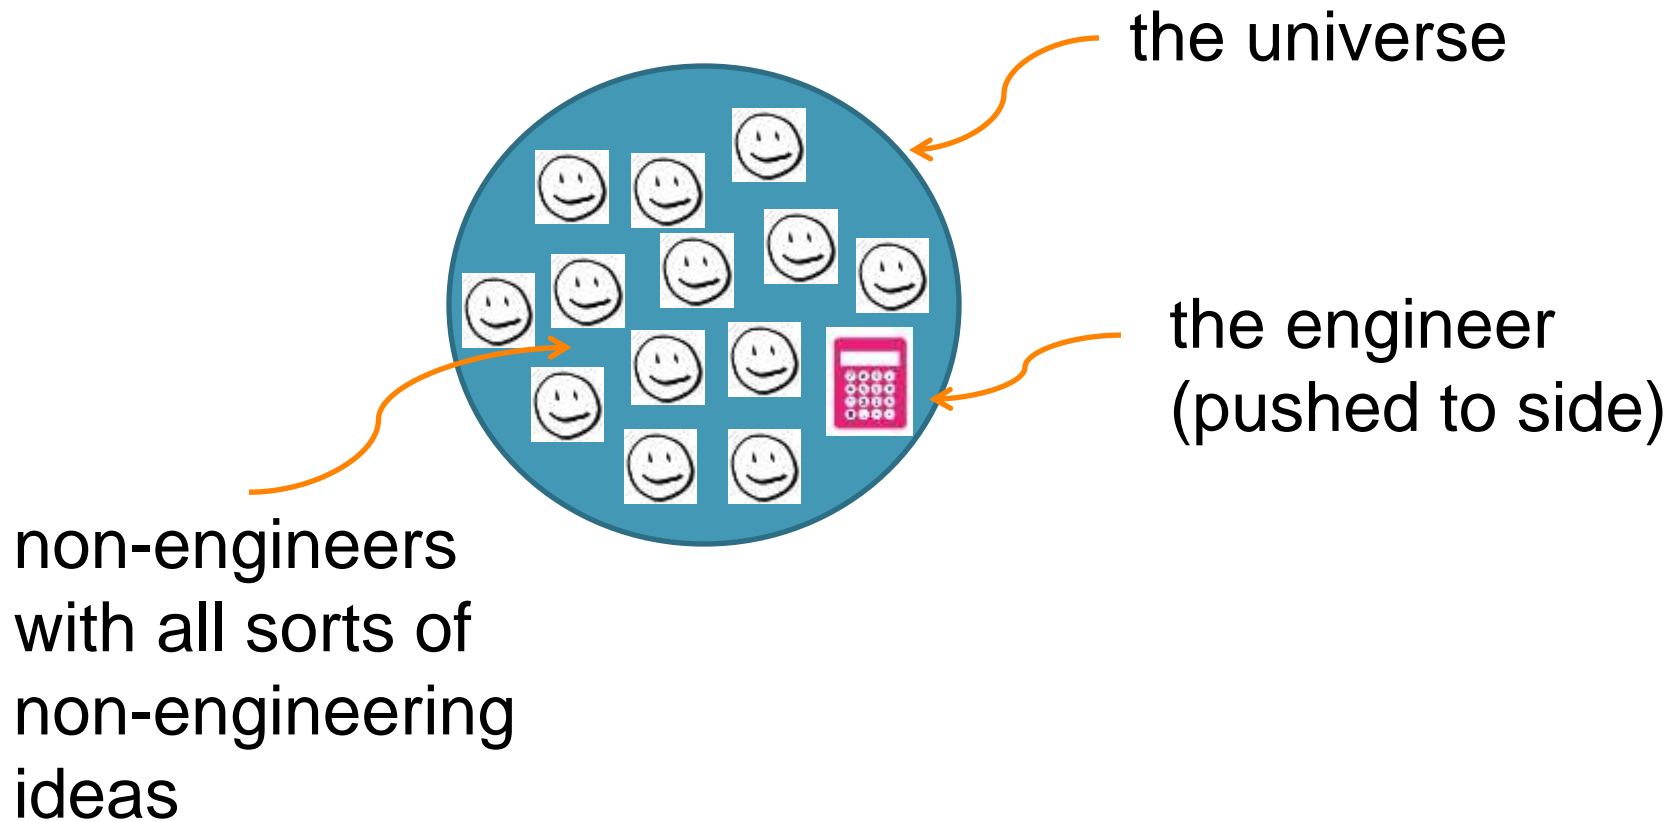 the universe
the engineer
(pushed to side)
non-engineers
with all sorts of
non-engineering
ideas